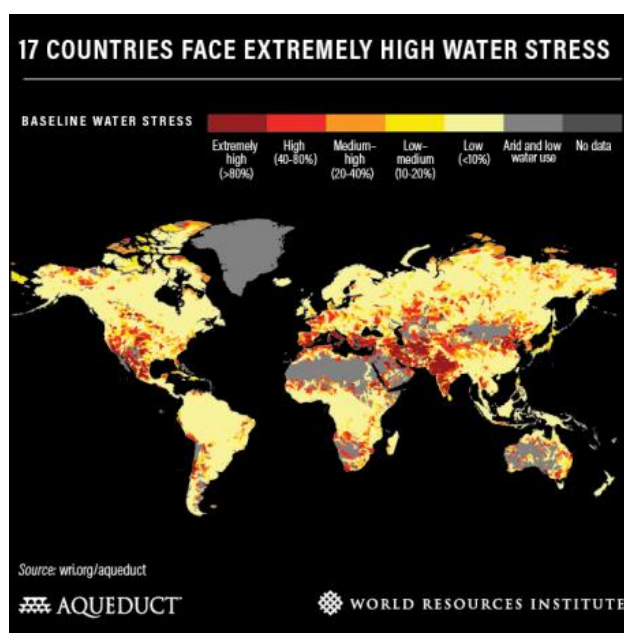 17 COUNTRIES FACE EXTREMELY HIGH WATER STRESS
BASELINE WATER STRESS
Extremely high (>80%)
High (40-80%)
Medium-high (20-40%)
Low-medium (10-20%)
Low (<10%)
Arid and low water use
No data
Source: wri.org/aqueduct
AQUEDUCT
WORLD RESOURCES INSTITUTE